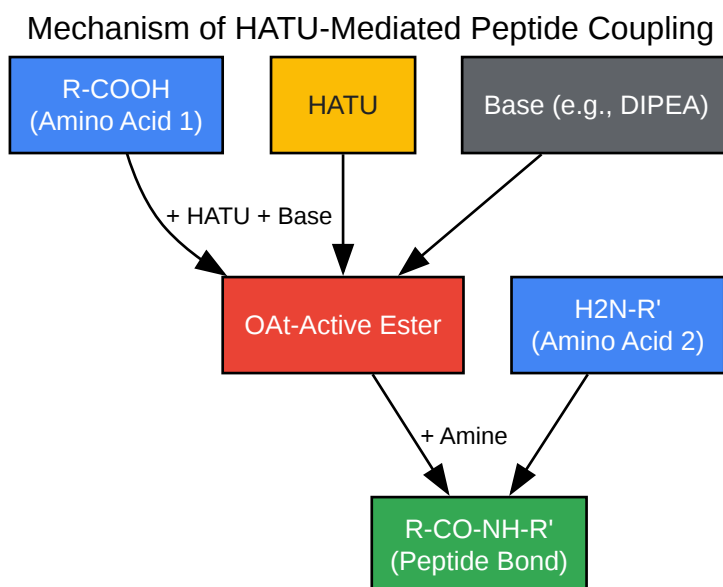 Mechanism of HATU-Mediated Peptide Coupling
R-COOH
(Amino Acid 1)
HATU
Base (e.g., DIPEA)
+ HATU + Base
OAt-Active Ester
H2N-R'
(Amino Acid 2)
+ Amine
R-CO-NH-R'
(Peptide Bond)